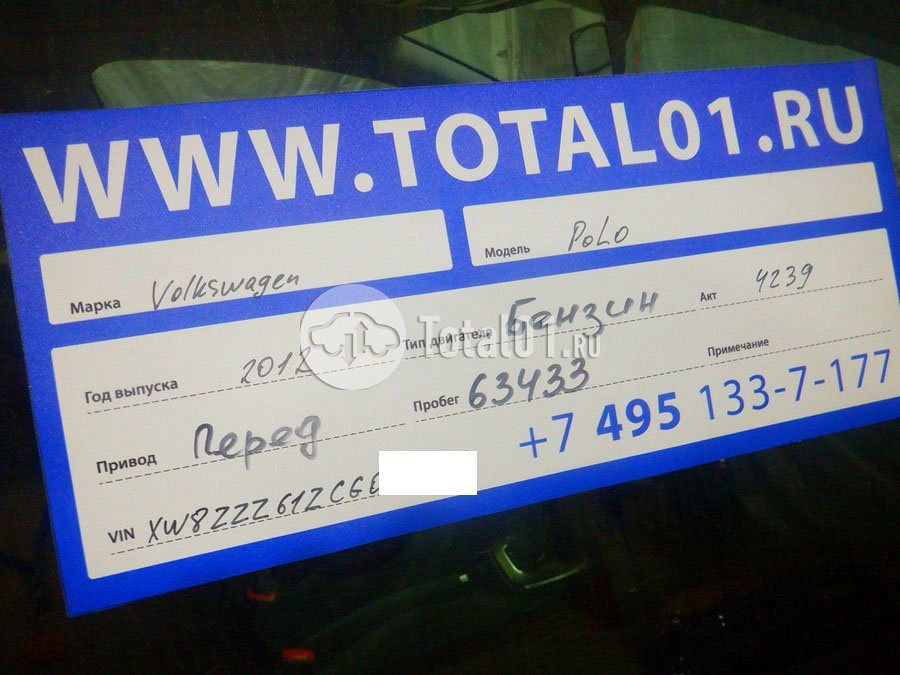 WWW.TOTAL01.RU
Марка Volkswagen Модель PoLo
Год выпуска 2012 Тип двигателя Бензин Акт 4239
Total01.RU
Привод Перед Пробег 63433 Примечание
+7 495 133-7-177
VIN XW8ZZZ61ZCG0